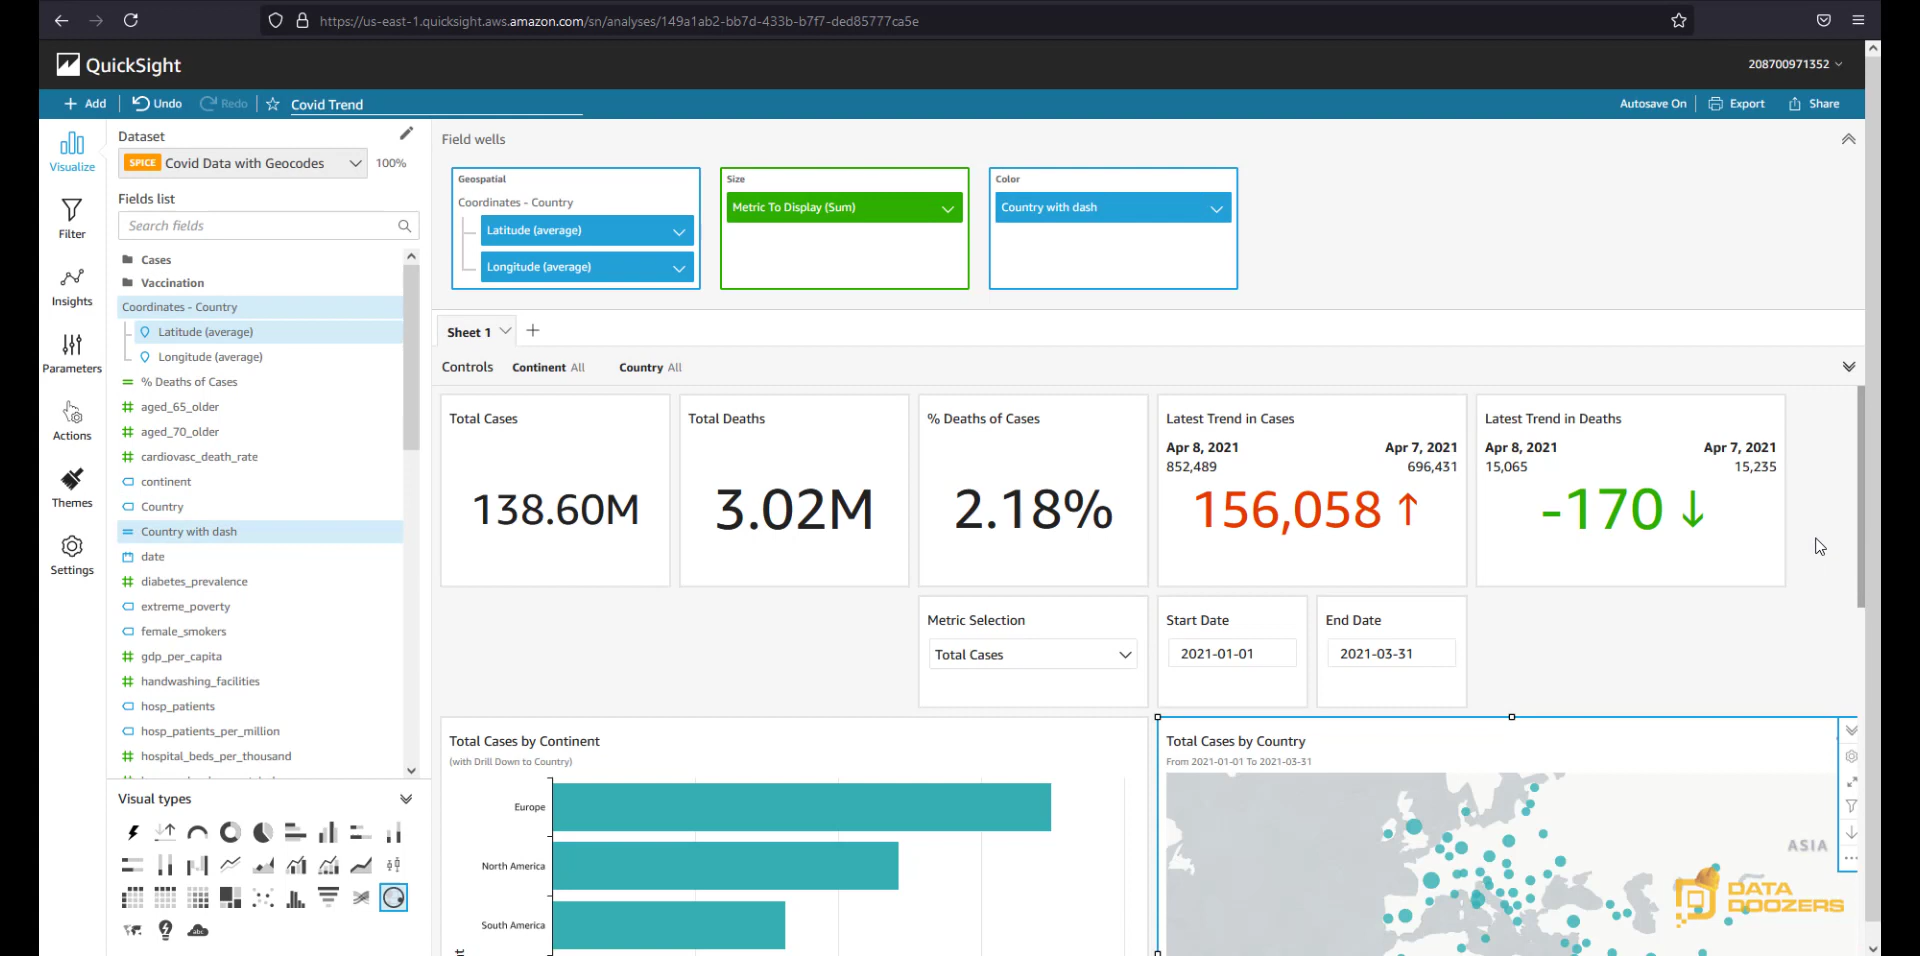 https://us-east-1.quicksight.aws.amazon.com/sn/analyses/149a1ab2-bb7d-433b-b7f7-ded85777ca5e
QuickSight
208700971352
Add
Undo
Redo
Covid Trend
Autosave On
Export
Share
Visualize
Filter
Insights
Parameters
Actions
Themes
Settings
Dataset
SPICE Covid Data with Geocodes
100%
Fields list
Search fields
Cases
Vaccination
Coordinates - Country
Latitude (average)
Longitude (average)
% Deaths of Cases
aged_65_older
aged_70_older
cardiovasc_death_rate
continent
Country
Country with dash
date
diabetes_prevalence
extreme_poverty
female_smokers
gdp_per_capita
handwashing_facilities
hosp_patients
hosp_patients_per_million
hospital_beds_per_thousand
Visual types
abc
Field wells
Geospatial
Coordinates - Country
Latitude (average)
Longitude (average)
Size
Metric To Display (Sum)
Color
Country with dash
Sheet 1
Controls
Continent All
Country All
Total Cases
138.60M
Total Deaths
3.02M
% Deaths of Cases
2.18%
Latest Trend in Cases
Apr 8, 2021 Apr 7, 2021
852,489 696,431
156,058
Latest Trend in Deaths
Apr 8, 2021 Apr 7, 2021
15,065 15,235
-170
Metric Selection
Total Cases
Start Date
2021-01-01
End Date
2021-03-31
Total Cases by Continent
(with Drill Down to Country)
Europe
North America
South America
Total Cases by Country
From 2021-01-01 To 2021-03-31
ASIA
DATA
DOOZERS